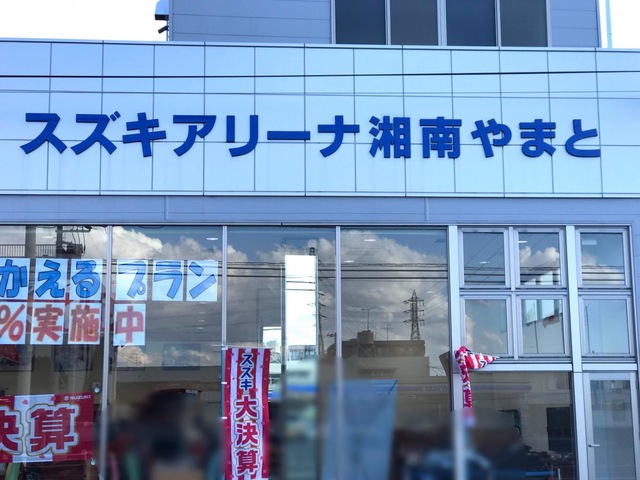 スズキアリーナ湘南やまと
かえるプラン
%実施中
決算
SUZUKI
スズキ 大決算